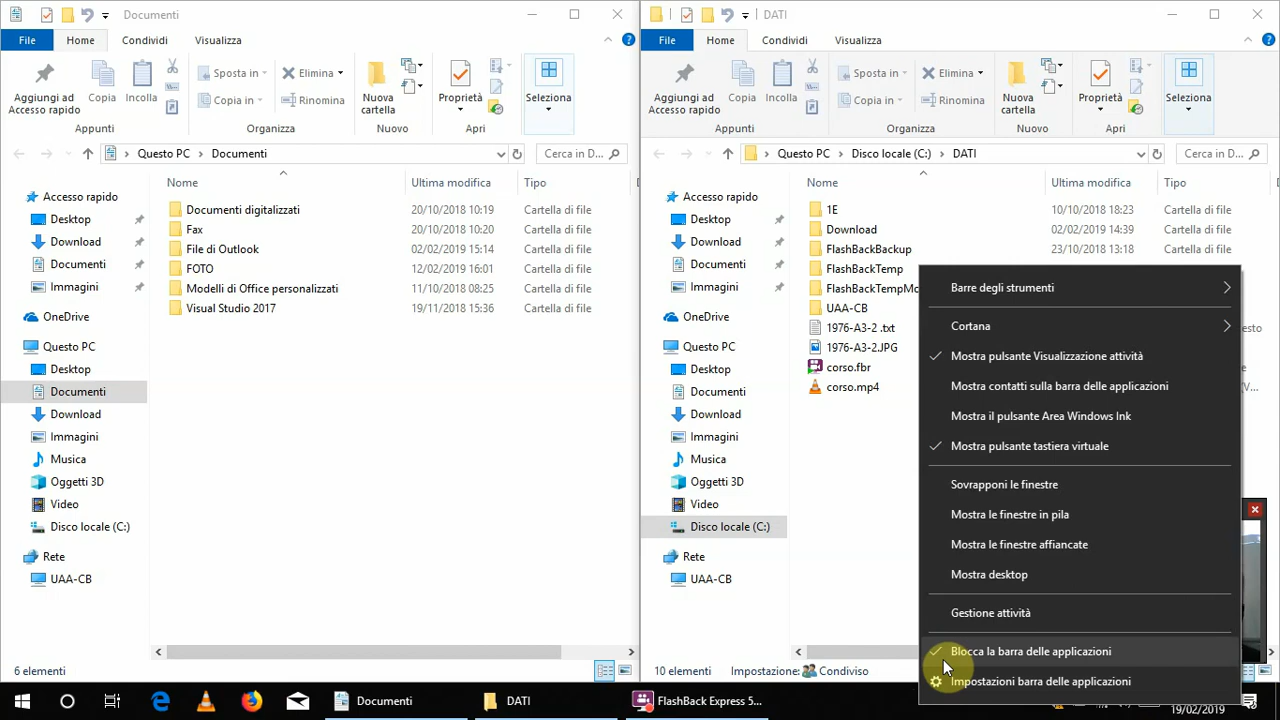 Documenti
File Home Condividi Visualizza
Aggiungi ad Accesso rapido
Copia
Incolla
Appunti
Sposta in
Copia in
Elimina
Rinomina
Organizza
Nuova cartella
Nuovo
Proprietà
Apri
Seleziona
Questo PC > Documenti
Cerca in D...
Nome Ultima modifica Tipo
Documenti digitalizzati 20/10/2018 10:19 Cartella di file
Fax 20/10/2018 10:20 Cartella di file
File di Outlook 02/02/2019 15:14 Cartella di file
FOTO 12/02/2019 16:01 Cartella di file
Modelli di Office personalizzati 11/10/2018 08:25 Cartella di file
Visual Studio 2017 19/11/2018 15:36 Cartella di file
Accesso rapido
Desktop
Download
Documenti
Immagini
OneDrive
Questo PC
Desktop
Documenti
Download
Immagini
Musica
Oggetti 3D
Video
Disco locale (C:)
Rete
UAA-CB
6 elementi
DATI
File Home Condividi Visualizza
Aggiungi ad Accesso rapido
Copia
Incolla
Appunti
Sposta in
Copia in
Elimina
Rinomina
Organizza
Nuova cartella
Nuovo
Proprietà
Apri
Seleziona
Questo PC > Disco locale (C:) > DATI
Cerca in D...
Nome Ultima modifica Tipo
1E 10/10/2018 18:23 Cartella di file
Download 02/02/2019 14:39 Cartella di file
FlashBackBackup 23/10/2018 13:18 Cartella di file
FlashBackTemp
FlashBackTempMo
UAA-CB
1976-A3-2 .txt
1976-A3-2.JPG
corso.fbr
corso.mp4
Accesso rapido
Desktop
Download
Documenti
Immagini
OneDrive
Questo PC
Desktop
Documenti
Download
Immagini
Musica
Oggetti 3D
Video
Disco locale (C:)
Rete
UAA-CB
10 elementi Impostazione: Condiviso
Barre degli strumenti
Cortana
Mostra pulsante Visualizzazione attività
Mostra contatti sulla barra delle applicazioni
Mostra il pulsante Area Windows Ink
Mostra pulsante tastiera virtuale
Sovrapponi le finestre
Mostra le finestre in pila
Mostra le finestre affiancate
Mostra desktop
Gestione attività
Blocca la barra delle applicazioni
Impostazioni barra delle applicazioni
Documenti
DATI
FlashBack Express 5...
19/02/2019